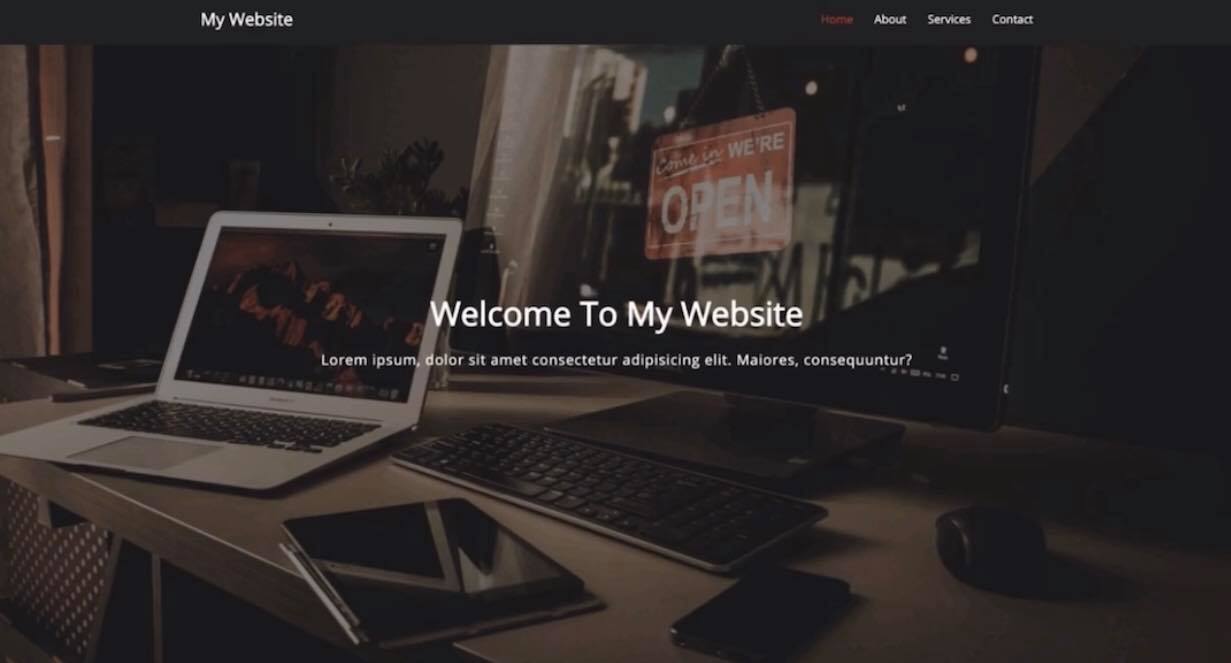 My Website
Home About Services Contact
come in WE'RE
OPEN
Welcome To My Website
Lorem ipsum, dolor sit amet consectetur adipisicing elit. Maiores, consequuntur?